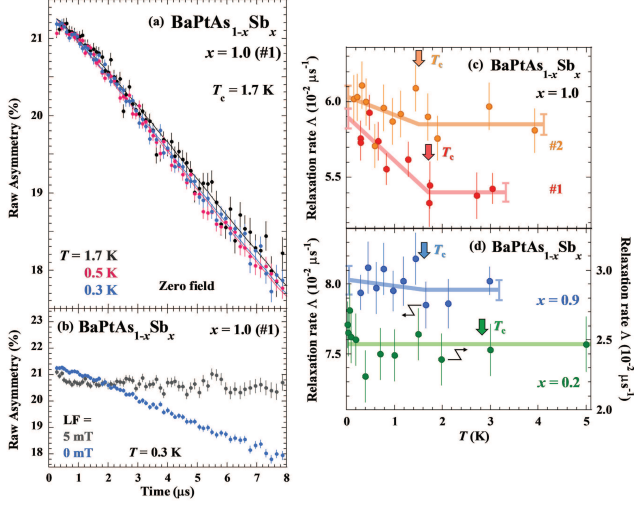 (a) BaPtAs1-xSbx
x = 1.0 (#1)
Tc = 1.7 K
T = 1.7 K
0.5 K
0.3 K
Zero field
Raw Asymmetry (%)
21
20
19
18
(b) BaPtAs1-xSbx x = 1.0 (#1)
LF =
5 mT
0 mT
T = 0.3 K
Raw Asymmetry (%)
23
22
21
20
19
18
0 2 4 6 8
Time (μs)
(c) BaPtAs1-xSbx
x = 1.0
Tc
#2
Tc
#1
Relaxation rate Λ (10-2 μs-1)
6.5
6.0
5.5
(d) BaPtAs1-xSbx
Tc
x = 0.9
Tc
x = 0.2
Relaxation rate Λ (10-2 μs-1)
8.0
7.5
Relaxation rate Λ (10-2 μs-1)
3.0
2.5
2.0
0 1 2 3 4 5
T (K)